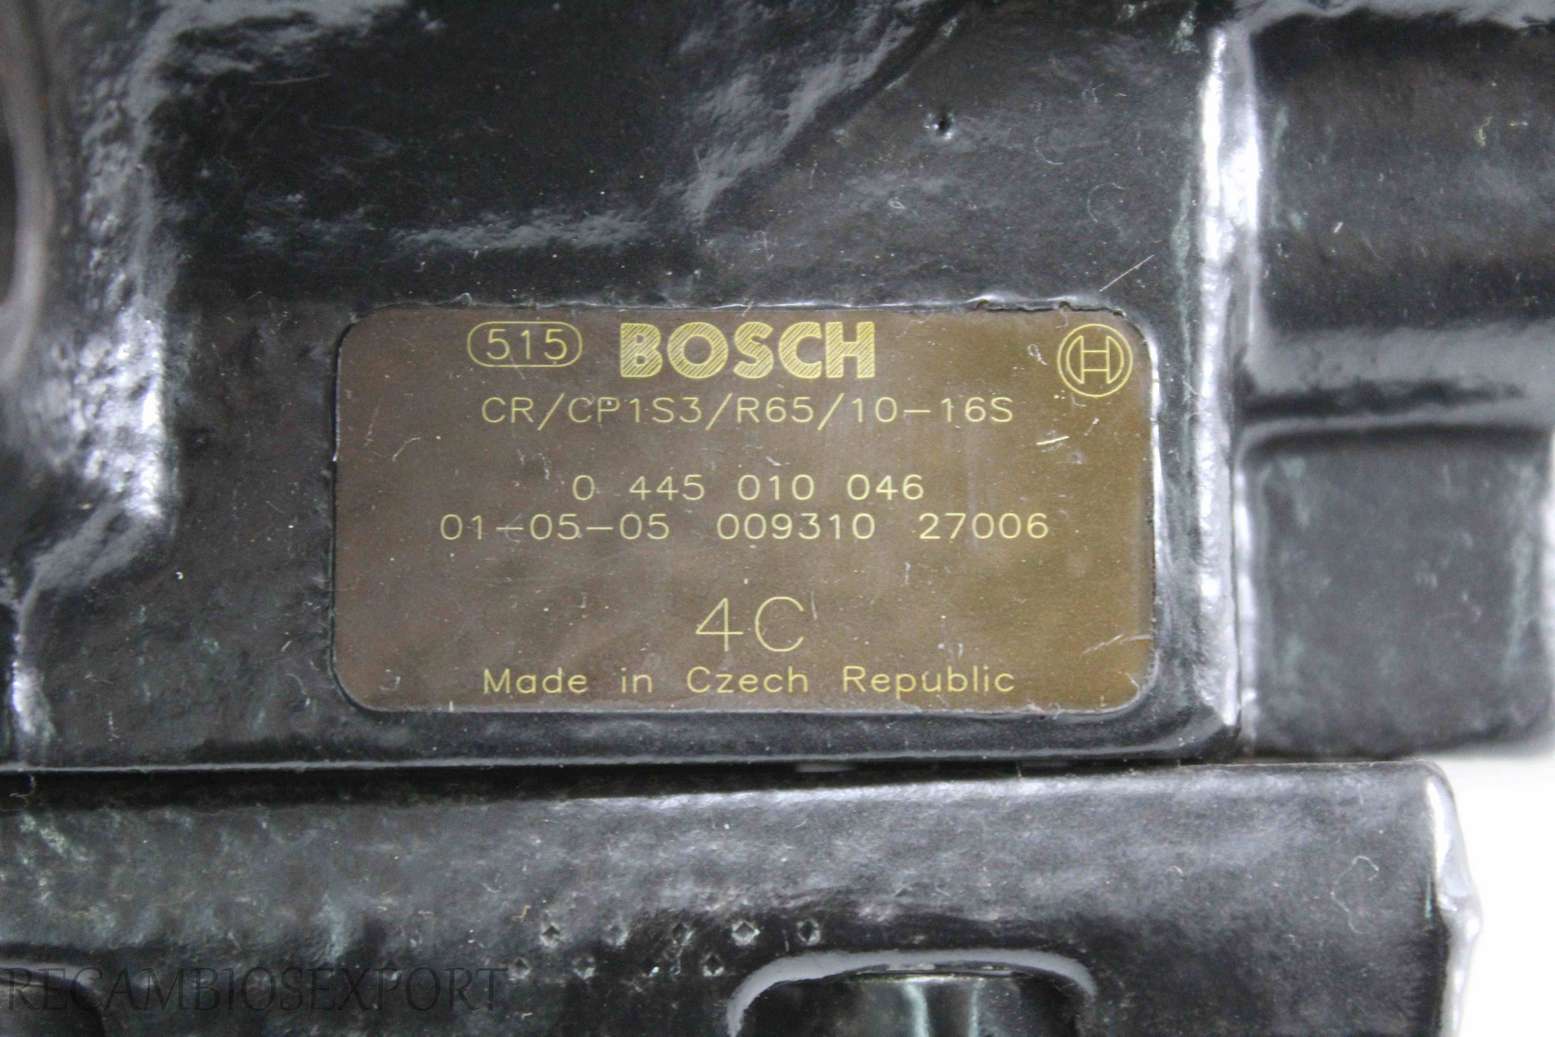 515 BOSCH H
CR/CP1S3/R65/10-16S
0 445 010 046
01-05-05 009310 27006
4C
Made in Czech Republic
RECAMBIOSEXPORT